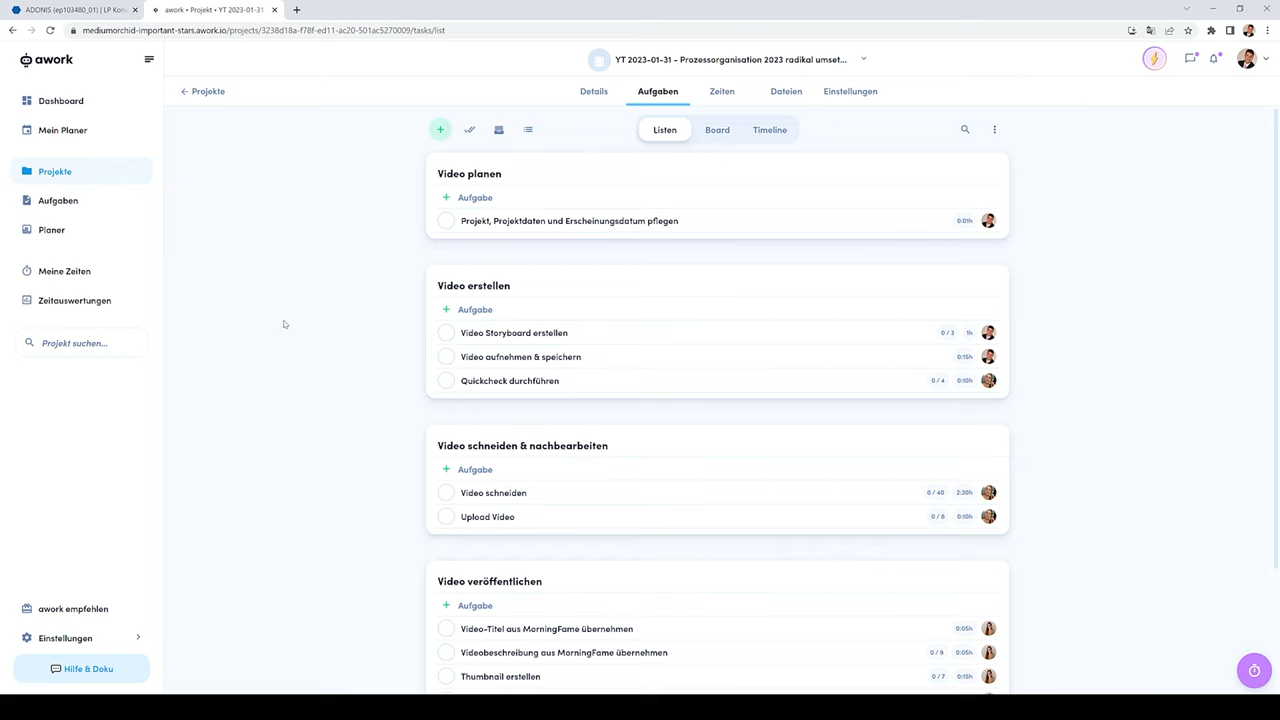 ADONIS (ep103480_01) | LP Kom
awork • Projekt • YT 2023-01-31
mediumorchid-important-stars.awork.io/projects/3238d18a-f78f-ed11-ac20-501ac5270009/tasks/list
awork
YT 2023-01-31 - Prozessorganisation 2023 radikal umset...
Projekte
Details
Aufgaben
Zeiten
Dateien
Einstellungen
Dashboard
Mein Planer
Projekte
Aufgaben
Planer
Meine Zeiten
Zeitauswertungen
Projekt suchen...
awork empfehlen
Einstellungen
Hilfe & Doku
Listen
Board
Timeline
Video planen
Aufgabe
Projekt, Projektdaten und Erscheinungsdatum pflegen 0:01h
Video erstellen
Aufgabe
Video Storyboard erstellen 0 / 3 1h
Video aufnehmen & speichern 0:15h
Quickcheck durchführen 0 / 4 0:10h
Video schneiden & nachbearbeiten
Aufgabe
Video schneiden 0 / 40 2:30h
Upload Video 0 / 8 0:10h
Video veröffentlichen
Aufgabe
Video-Titel aus MorningFame übernehmen 0:05h
Videobeschreibung aus MorningFame übernehmen 0 / 9 0:05h
Thumbnail erstellen 0 / 7 0:15h